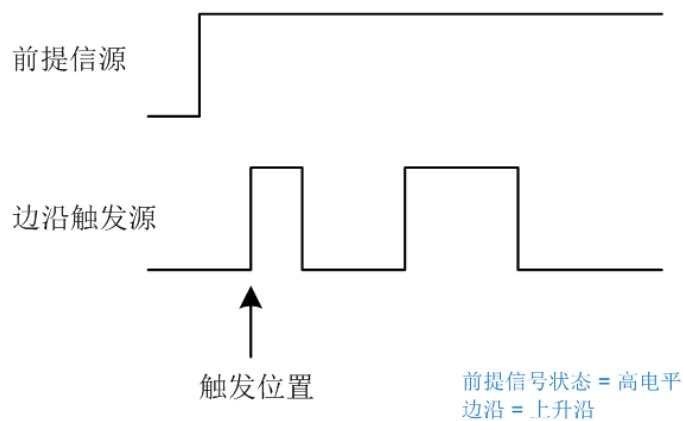 前提信源
边沿触发源
触发位置
前提信号状态 = 高电平
边沿 = 上升沿